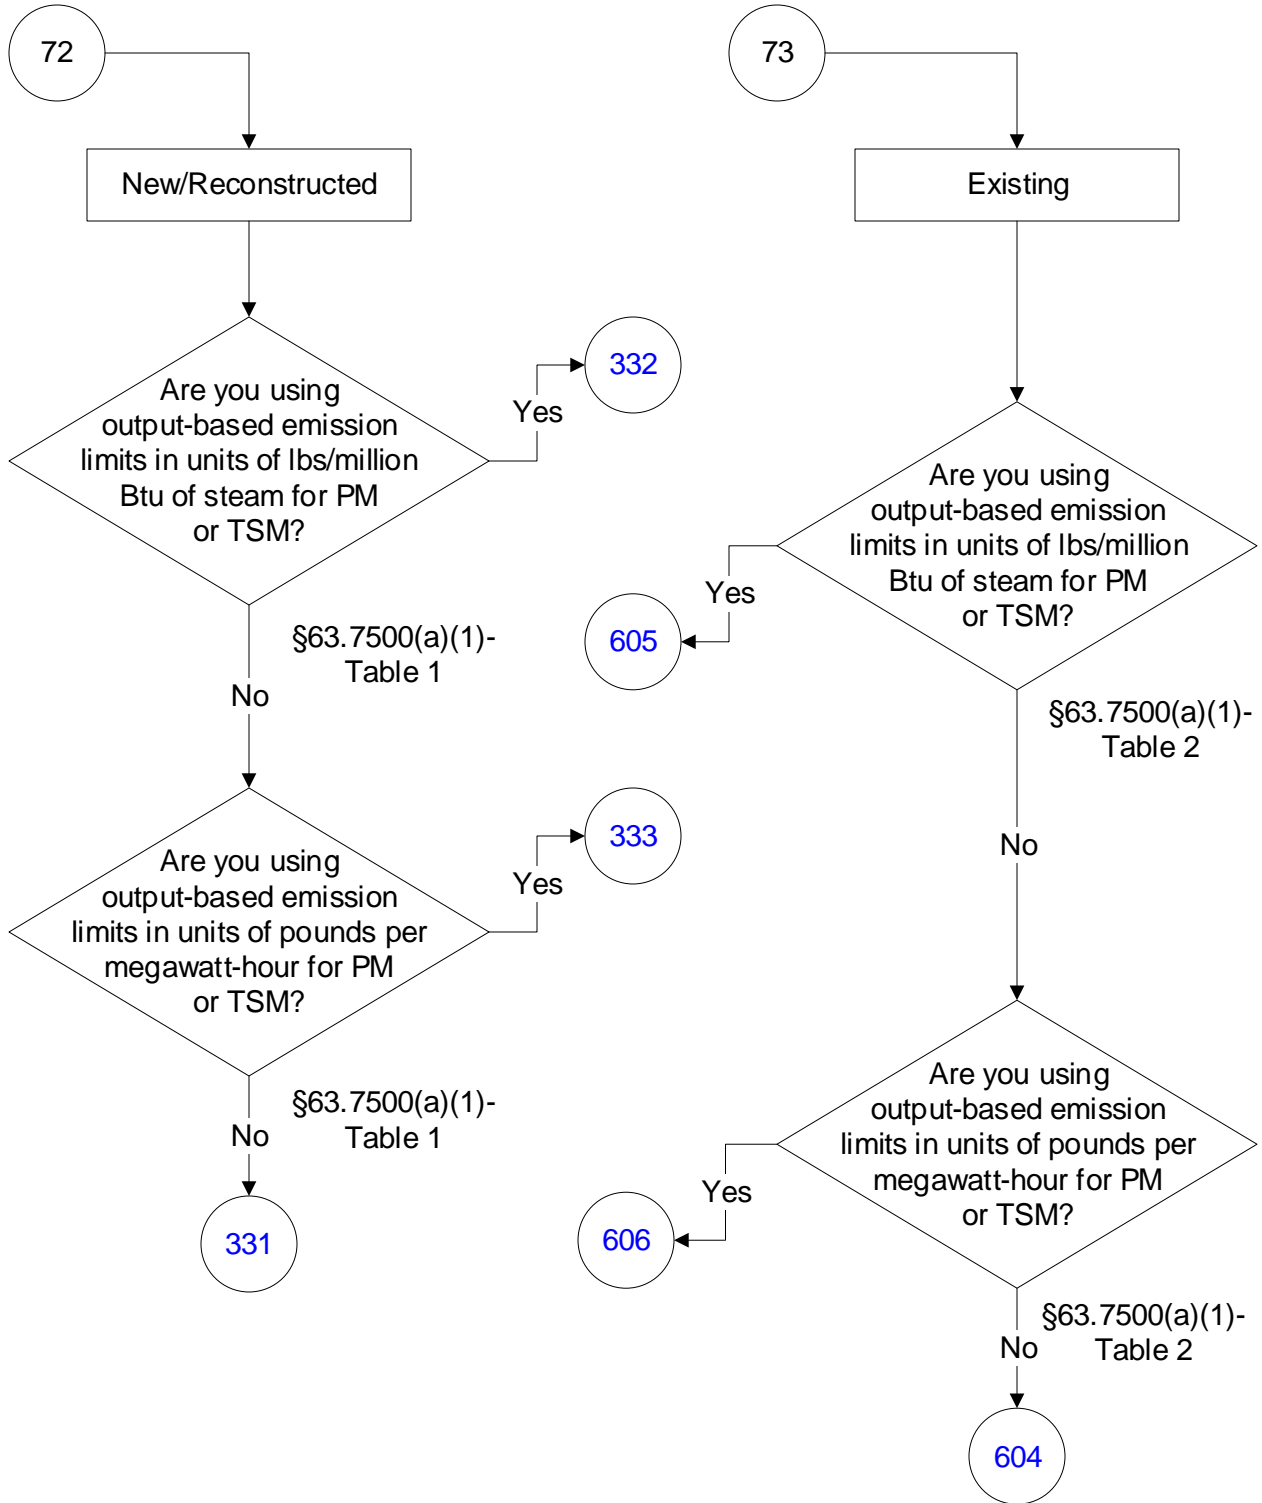 72
New/Reconstructed
Are you using
output-based emission
limits in units of lbs/million
Btu of steam for PM
or TSM?
Yes
332
§63.7500(a)(1)-
Table 1
No
Are you using
output-based emission
limits in units of pounds per
megawatt-hour for PM
or TSM?
Yes
333
§63.7500(a)(1)-
Table 1
No
331
73
Existing
Are you using
output-based emission
limits in units of lbs/million
Btu of steam for PM
or TSM?
Yes
605
§63.7500(a)(1)-
Table 2
No
Are you using
output-based emission
limits in units of pounds per
megawatt-hour for PM
or TSM?
Yes
606
§63.7500(a)(1)-
Table 2
No
604